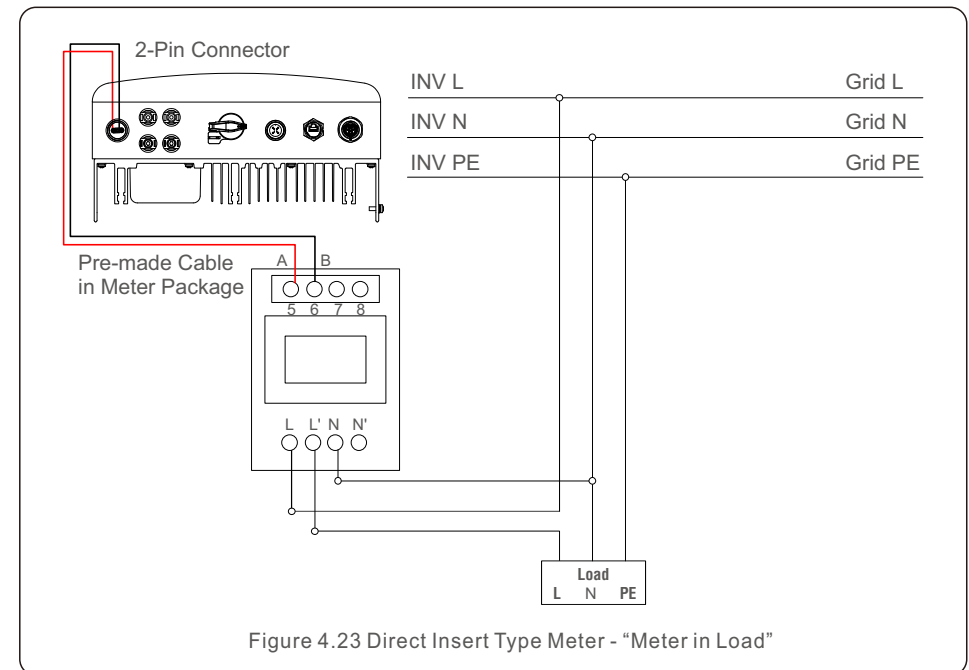 2-Pin Connector
INV L Grid L
INV N Grid N
INV PE Grid PE
Pre-made Cable
in Meter Package
A B
5 6 7 8
L L' N N'
Load
L N PE
Figure 4.23 Direct Insert Type Meter - “Meter in Load”